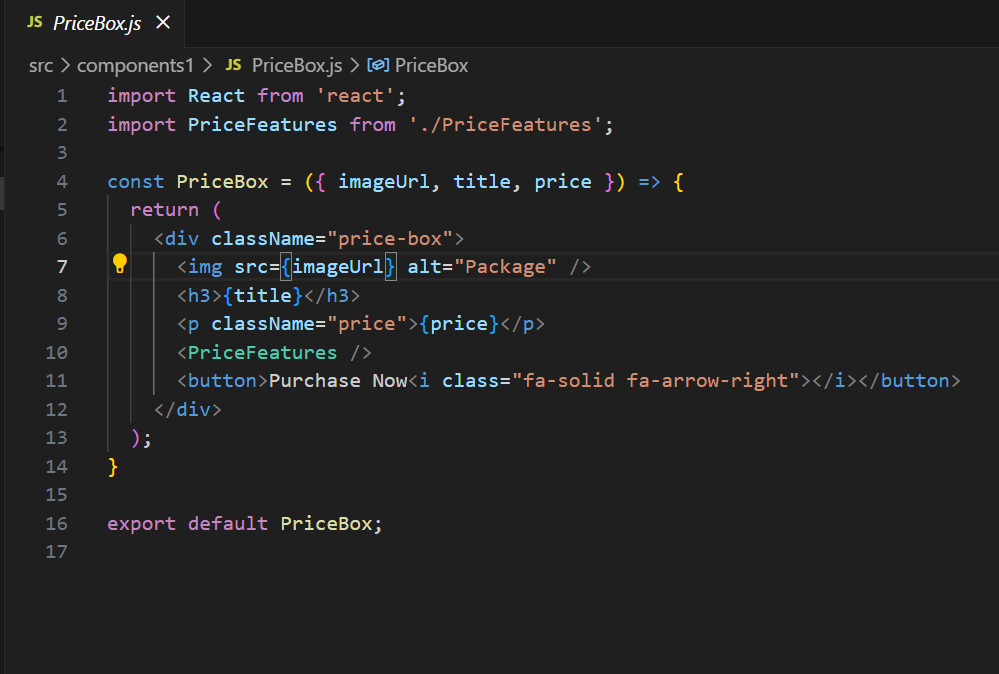 JS PriceBox.js ×
src > components1 > JS PriceBox.js > PriceBox
1 import React from 'react';
2 import PriceFeatures from './PriceFeatures';
3
4 const PriceBox = ({ imageUrl, title, price }) => {
5 return (
6 <div className="price-box">
7 <img src={imageUrl} alt="Package" />
8 <h3>{title}</h3>
9 <p className="price">{price}</p>
10 <PriceFeatures />
11 <button>Purchase Now<i class="fa-solid fa-arrow-right"></i></button>
12 </div>
13 );
14 }
15
16 export default PriceBox;
17